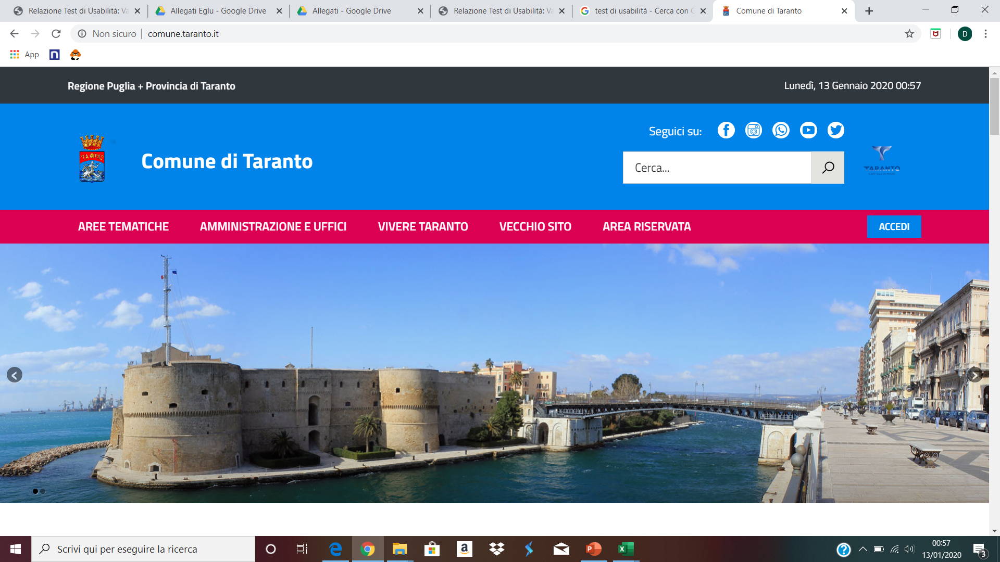 Relazione Test di Usabilità: Va
Allegati Eglu - Google Drive
Allegati - Google Drive
Relazione Test di Usabilità: Va
test di usabilità - Cerca con G
Comune di Taranto
Non sicuro
comune.taranto.it
D
App
Regione Puglia + Provincia di Taranto
Lunedì, 13 Gennaio 2020 00:57
Seguici su:
Comune di Taranto
Cerca...
TARANTO
AREE TEMATICHE
AMMINISTRAZIONE E UFFICI
VIVERE TARANTO
VECCHIO SITO
AREA RISERVATA
ACCEDI
Scrivi qui per eseguire la ricerca
00:57
13/01/2020
3